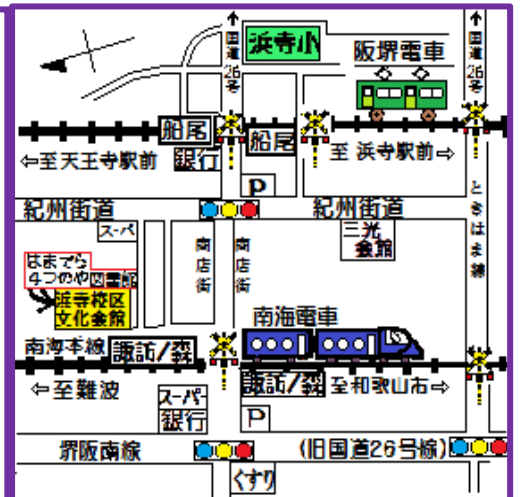 ↑国道26号
浜寺小
阪堺電車
↑国道26号
船尾
船尾
←至天王寺駅前
銀行
至 浜寺駅前→
P
紀州街道
紀州街道
ときはま線
スーパ
商店街
商店街
三光会館
はまでら
4つのや図書館
浜寺校区
文化会館
南海電車
南海本線
諏訪ノ森
諏訪ノ森
←至難波
至和歌山市→
スーパー
銀行
P
堺阪南線
(旧国道26号線)
くすり